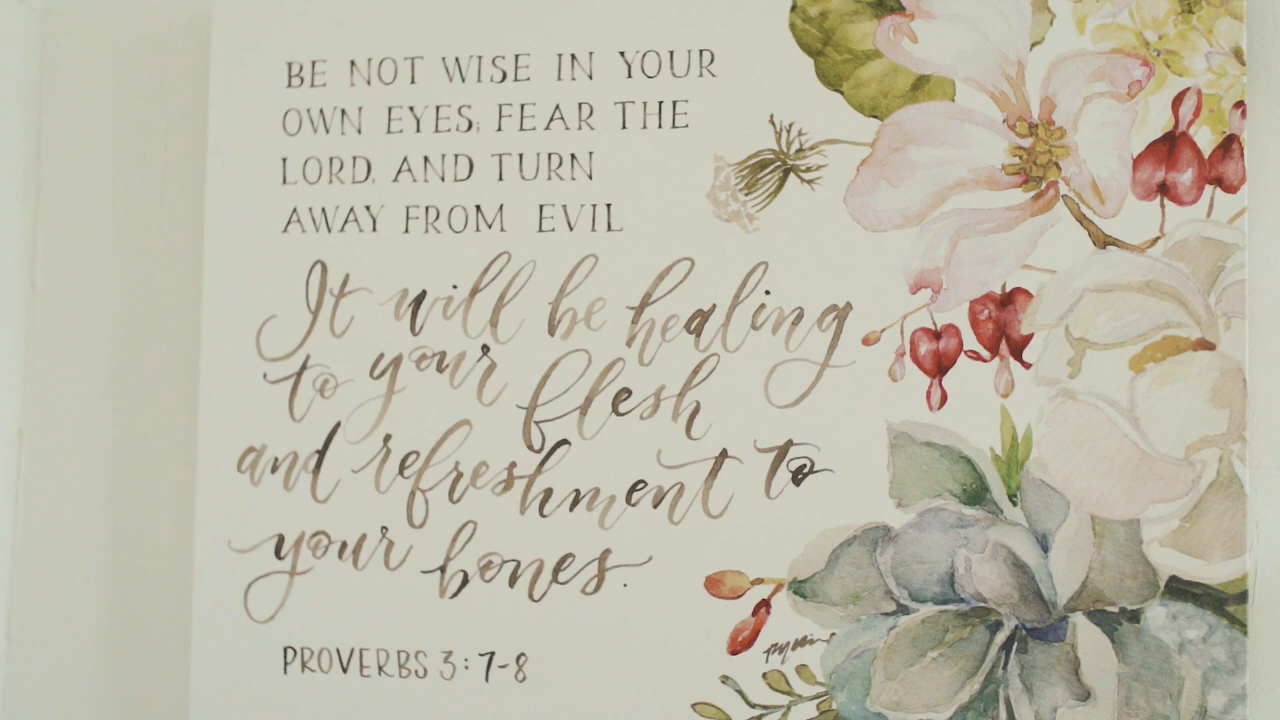 BE NOT WISE IN YOUR
OWN EYES; FEAR THE
LORD, AND TURN
AWAY FROM EVIL
It will be healing
to your flesh
and refreshment to
your bones.
PROVERBS 3:7-8